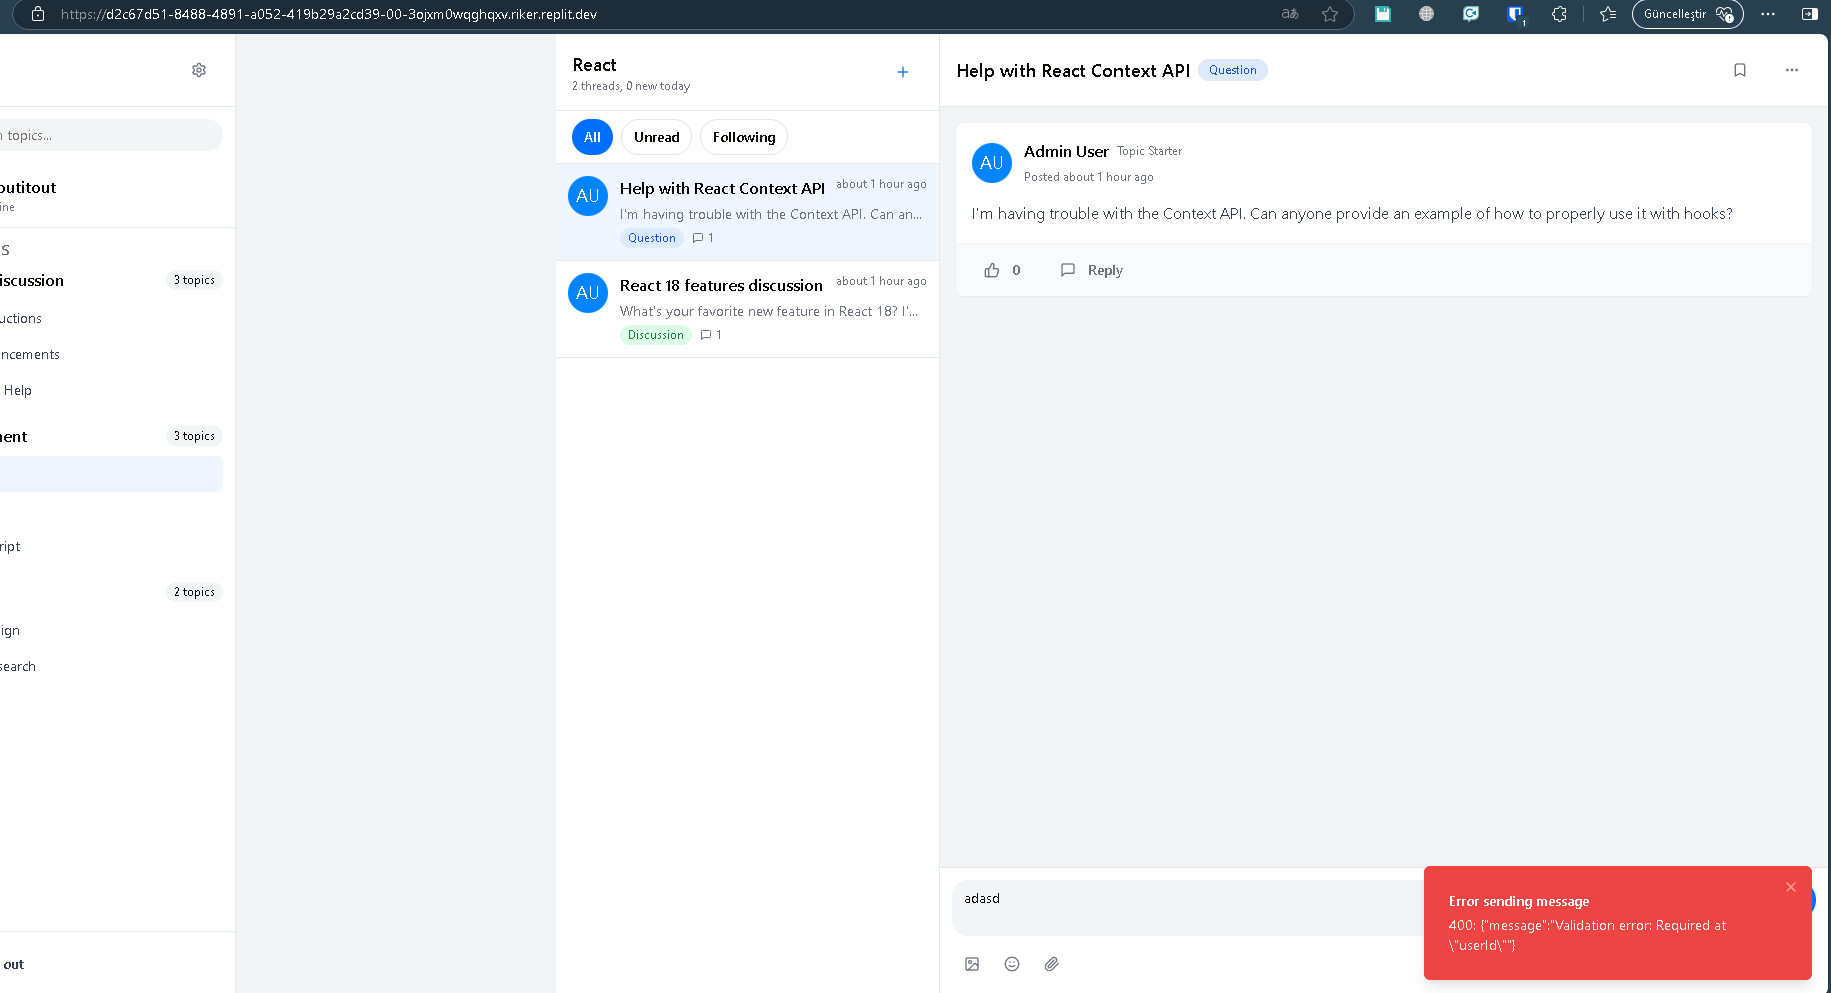 https://d2c67d51-8488-4891-a052-419b29a2cd39-00-3ojxm0wqghqxv.riker.replit.dev
aあ
1
Güncelleştir
topics...
outitout
ine
S
iscussion
3 topics
uctions
ncements
Help
ent
3 topics
ript
2 topics
ign
search
out
React
2 threads, 0 new today
All
Unread
Following
AU
Help with React Context API
about 1 hour ago
I'm having trouble with the Context API. Can an...
Question
1
AU
React 18 features discussion
about 1 hour ago
What's your favorite new feature in React 18? I'...
Discussion
1
Help with React Context API
Question
AU
Admin User
Topic Starter
Posted about 1 hour ago
I'm having trouble with the Context API. Can anyone provide an example of how to properly use it with hooks?
0
Reply
adasd
Error sending message
400: {"message":"Validation error: Required at
\"userId\""}